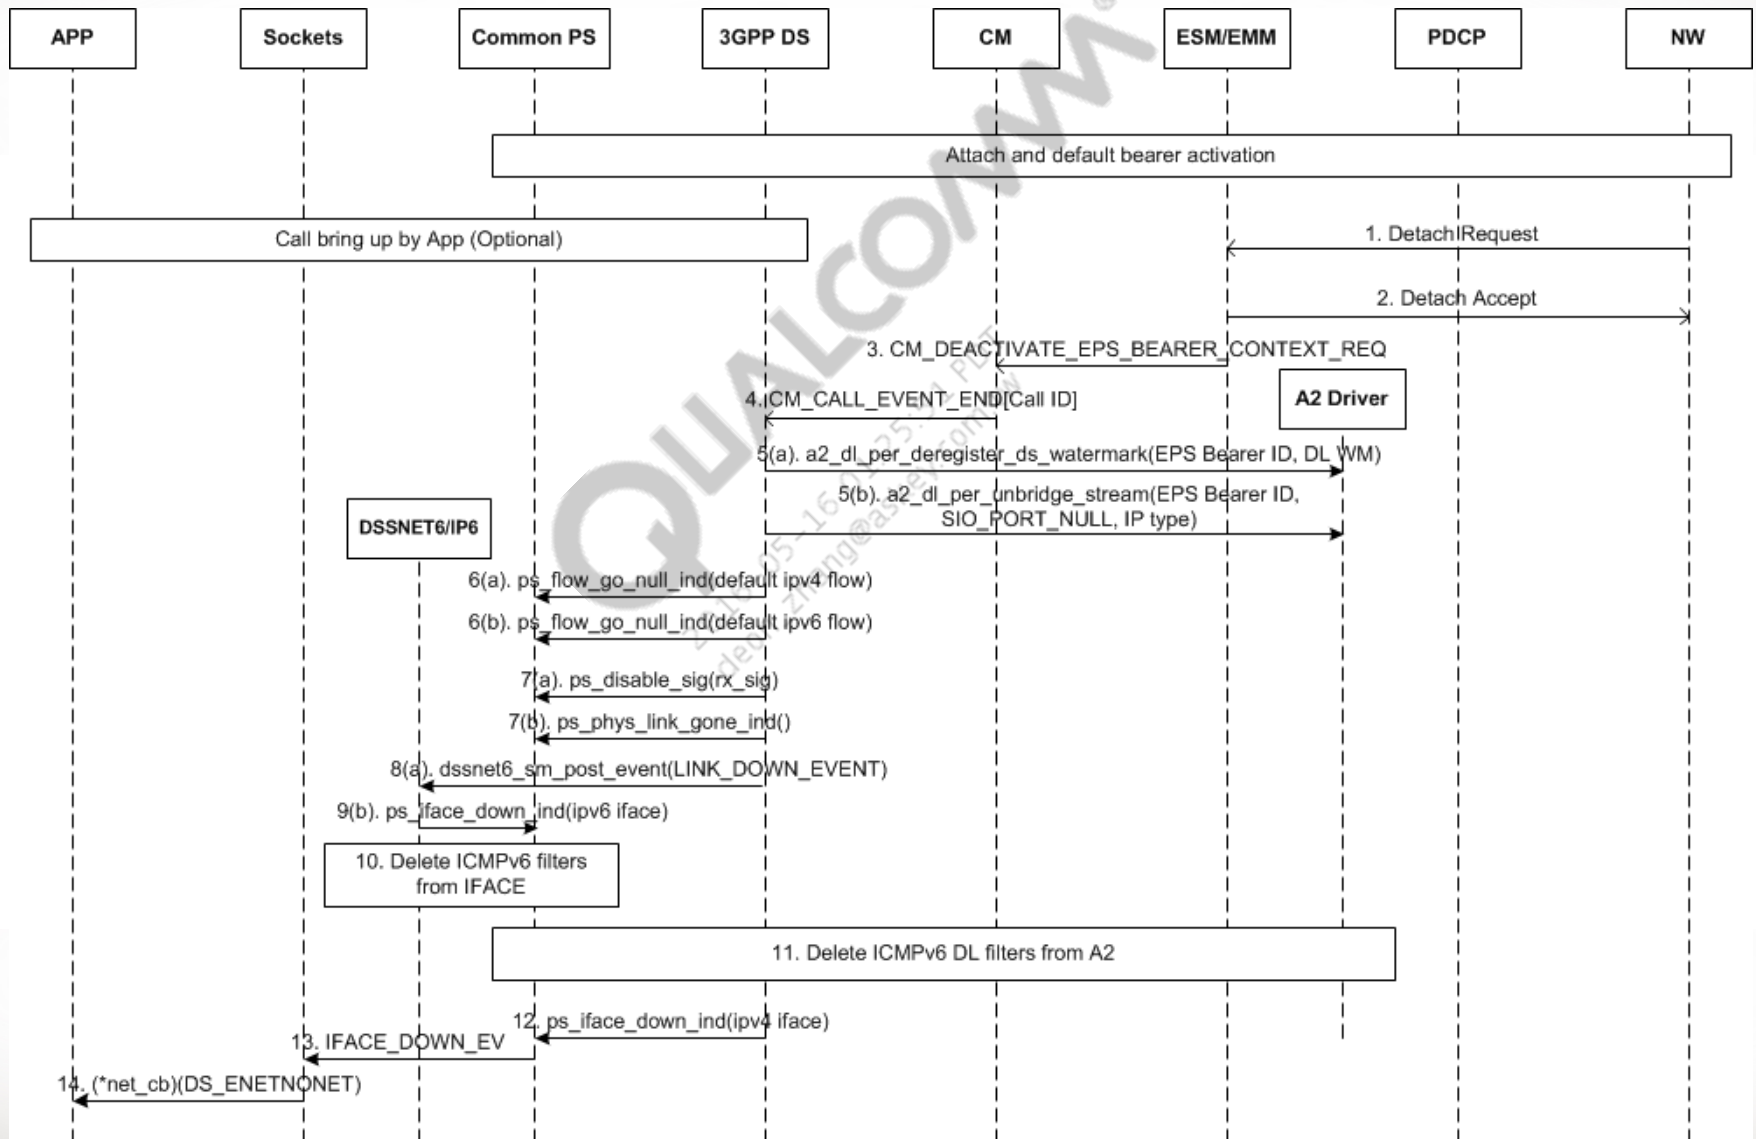 APP
Sockets
Common PS
3GPP DS
CM
ESM/EMM
PDCP
NW
QUALCOMM®
Attach and default bearer activation
Call bring up by App (Optional)
1. Detach Request
2. Detach Accept
3. CM_DEACTIVATE_EPS_BEARER_CONTEXT_REQ
A2 Driver
4. CM_CALL_EVENT_END[Call ID]
5(a). a2_dl_per_deregister_ds_watermark(EPS Bearer ID, DL WM)
5(b). a2_dl_per_unbridge_stream(EPS Bearer ID,
SIO_PORT_NULL, IP type)
DSSNET6/IP6
6(a). ps_flow_go_null_ind(default ipv4 flow)
6(b). ps_flow_go_null_ind(default ipv6 flow)
7(a). ps_disable_sig(rx_sig)
7(b). ps_phys_link_gone_ind()
8(a). dssnet6_sm_post_event(LINK_DOWN_EVENT)
9(b). ps_iface_down_ind(ipv6 iface)
10. Delete ICMPv6 filters
from IFACE
11. Delete ICMPv6 DL filters from A2
12. ps_iface_down_ind(ipv4 iface)
13. IFACE_DOWN_EV
14. (*net_cb)(DS_ENETNONET)